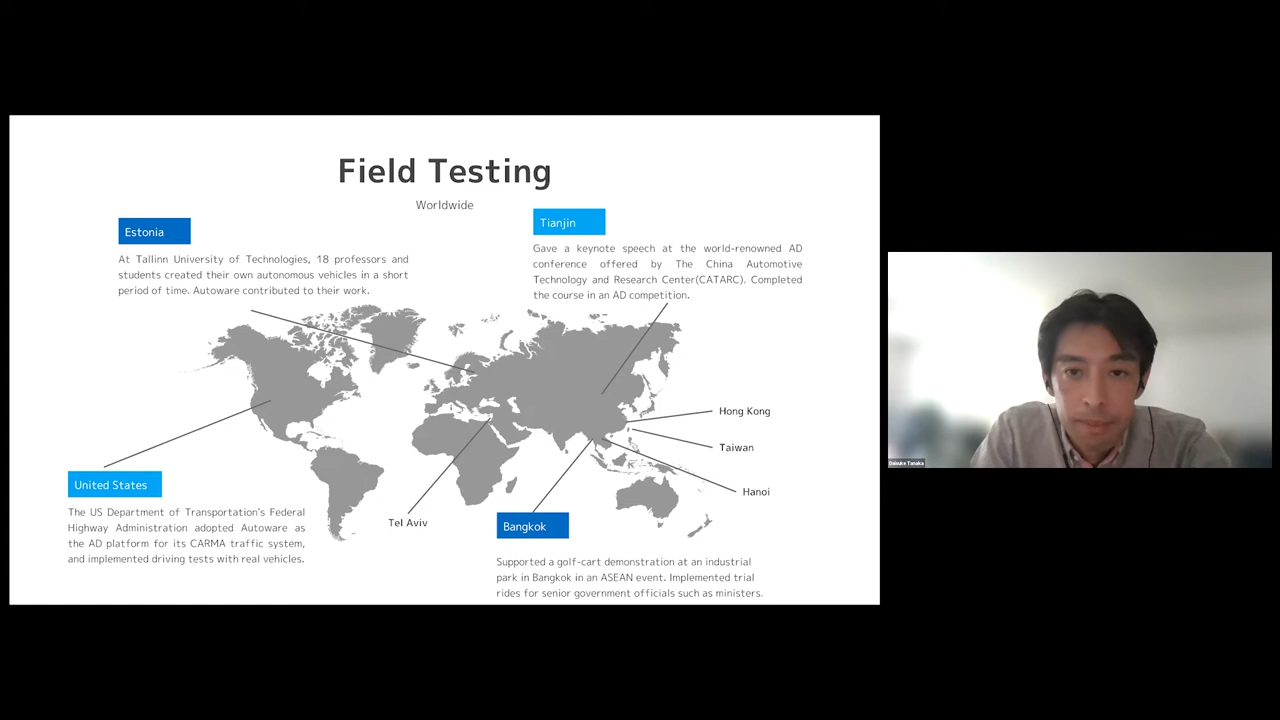 Field Testing
Worldwide
Estonia
At Tallinn University of Technologies, 18 professors and
students created their own autonomous vehicles in a short
period of time. Autoware contributed to their work.
Tianjin
Gave a keynote speech at the world-renowned AD
conference offered by The China Automotive
Technology and Research Center(CATARC). Completed
the course in an AD competition.
Hong Kong
Taiwan
Hanoi
United States
The US Department of Transportation's Federal
Highway Administration adopted Autoware as
the AD platform for its CARMA traffic system,
and implemented driving tests with real vehicles.
Tel Aviv
Bangkok
Supported a golf-cart demonstration at an industrial
park in Bangkok in an ASEAN event. Implemented trial
rides for senior government officials such as ministers.
Daisuke Tanaka